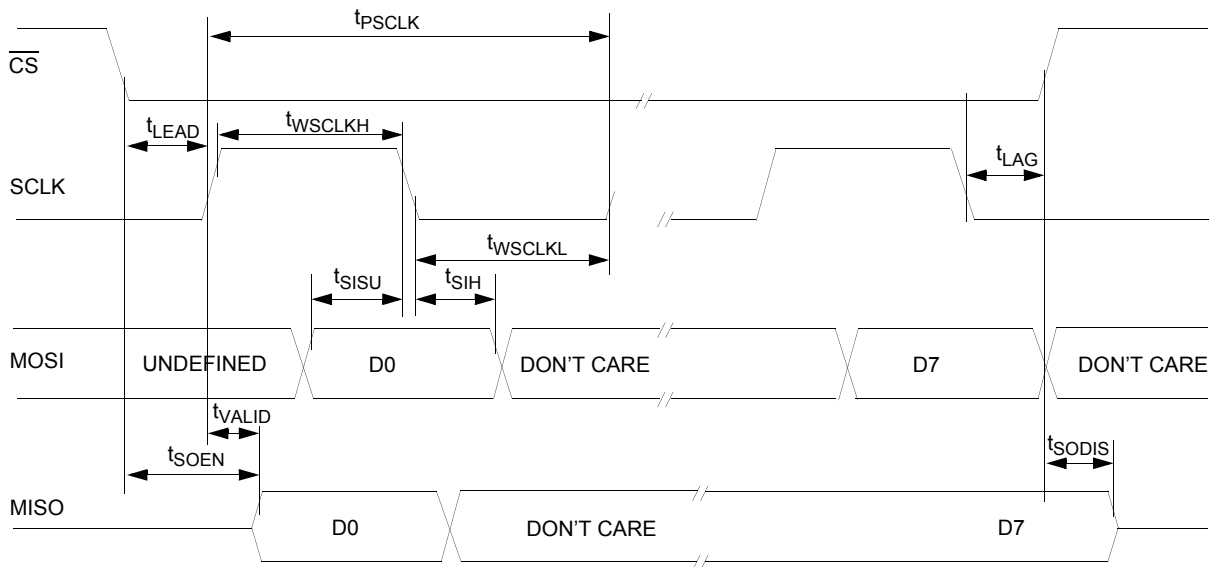 tPSCLK
CS
tLEAD
tWSCLKH
tLAG
SCLK
tWSCLKL
tSISU
tSIH
MOSI
UNDEFINED
D0
DON'T CARE
D7
DON'T CARE
tVALID
tSOEN
tSODIS
MISO
D0
DON'T CARE
D7